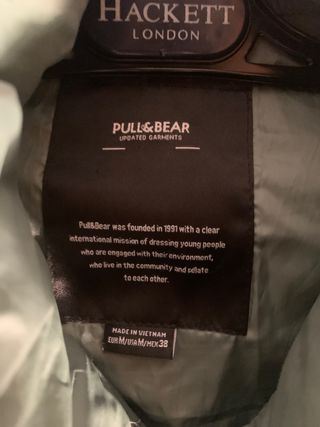 HACKETT
LONDON
PULL&BEAR
UPDATED GARMENTS
Pull&Bear was founded in 1991 with a clear
international mission of dressing young people
who are engaged with their environment,
who live in the community and relate
to each other.
MADE IN VIETNAM
EUR M/USA M/MEX 38